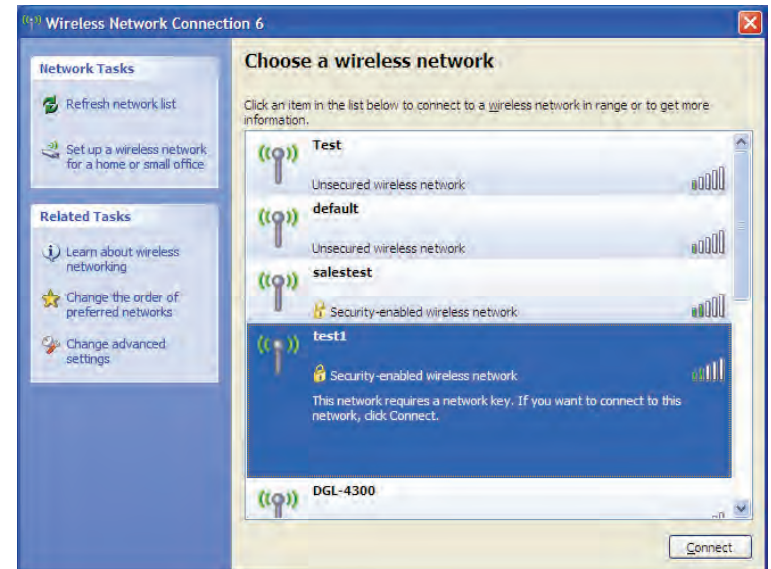 Wireless Network Connection 6
Network Tasks
Refresh network list
Set up a wireless network
for a home or small office
Related Tasks
Learn about wireless
networking
Change the order of
preferred networks
Change advanced
settings
Choose a wireless network
Click an item in the list below to connect to a wireless network in range or to get more
information.
Test
Unsecured wireless network
default
Unsecured wireless network
salestest
Security-enabled wireless network
test1
Security-enabled wireless network
This network requires a network key. If you want to connect to this
network, click Connect.
DGL-4300
Connect